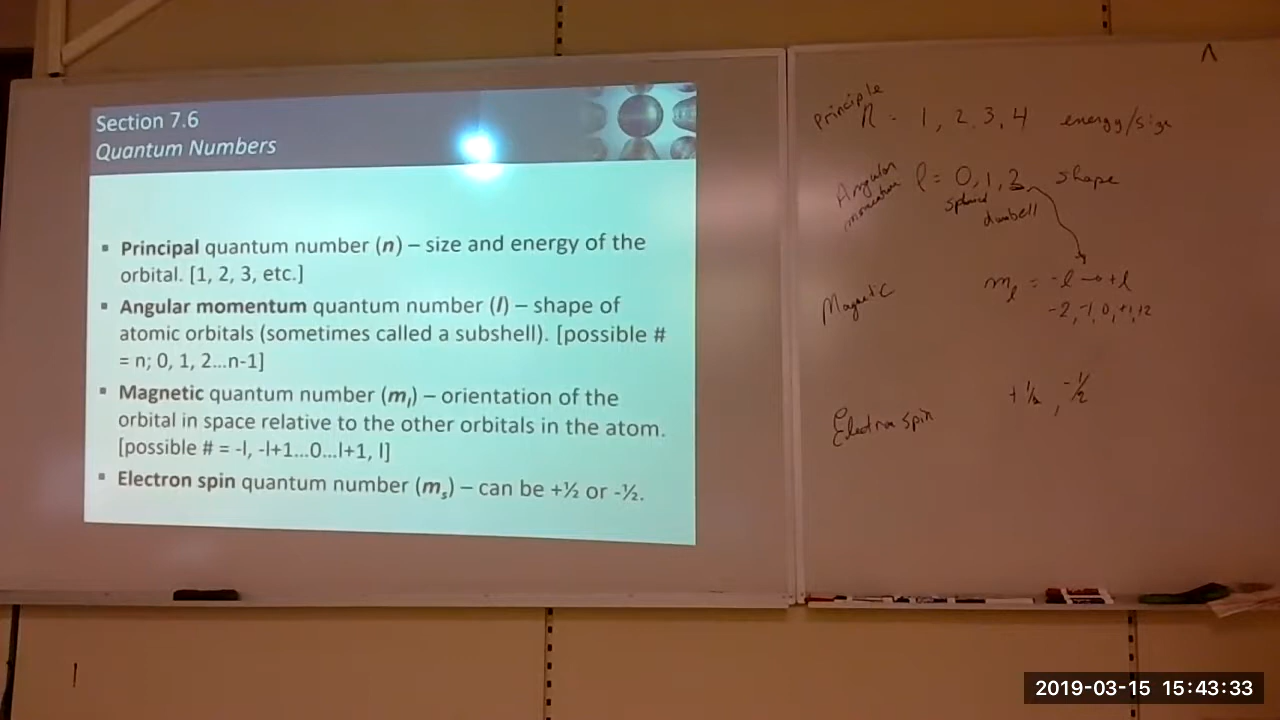 Section 7.6
Quantum Numbers
▪ Principal quantum number (n) – size and energy of the
orbital. [1, 2, 3, etc.]
▪ Angular momentum quantum number (l) – shape of
atomic orbitals (sometimes called a subshell). [possible #
= n; 0, 1, 2...n-1]
▪ Magnetic quantum number (mₗ) – orientation of the
orbital in space relative to the other orbitals in the atom.
[possible # = -l, -l+1...0...l+1, l]
▪ Electron spin quantum number (mₛ) – can be +½ or -½.
Principle
n = 1, 2, 3, 4 energy/size
Angular
momentum
l = 0, 1, 2 shape
dumbell
Magnetic
mₗ = -l → +l
-2, -1, 0, +1, +2
Electron spin
+½, -½
2019-03-15 15:43:33